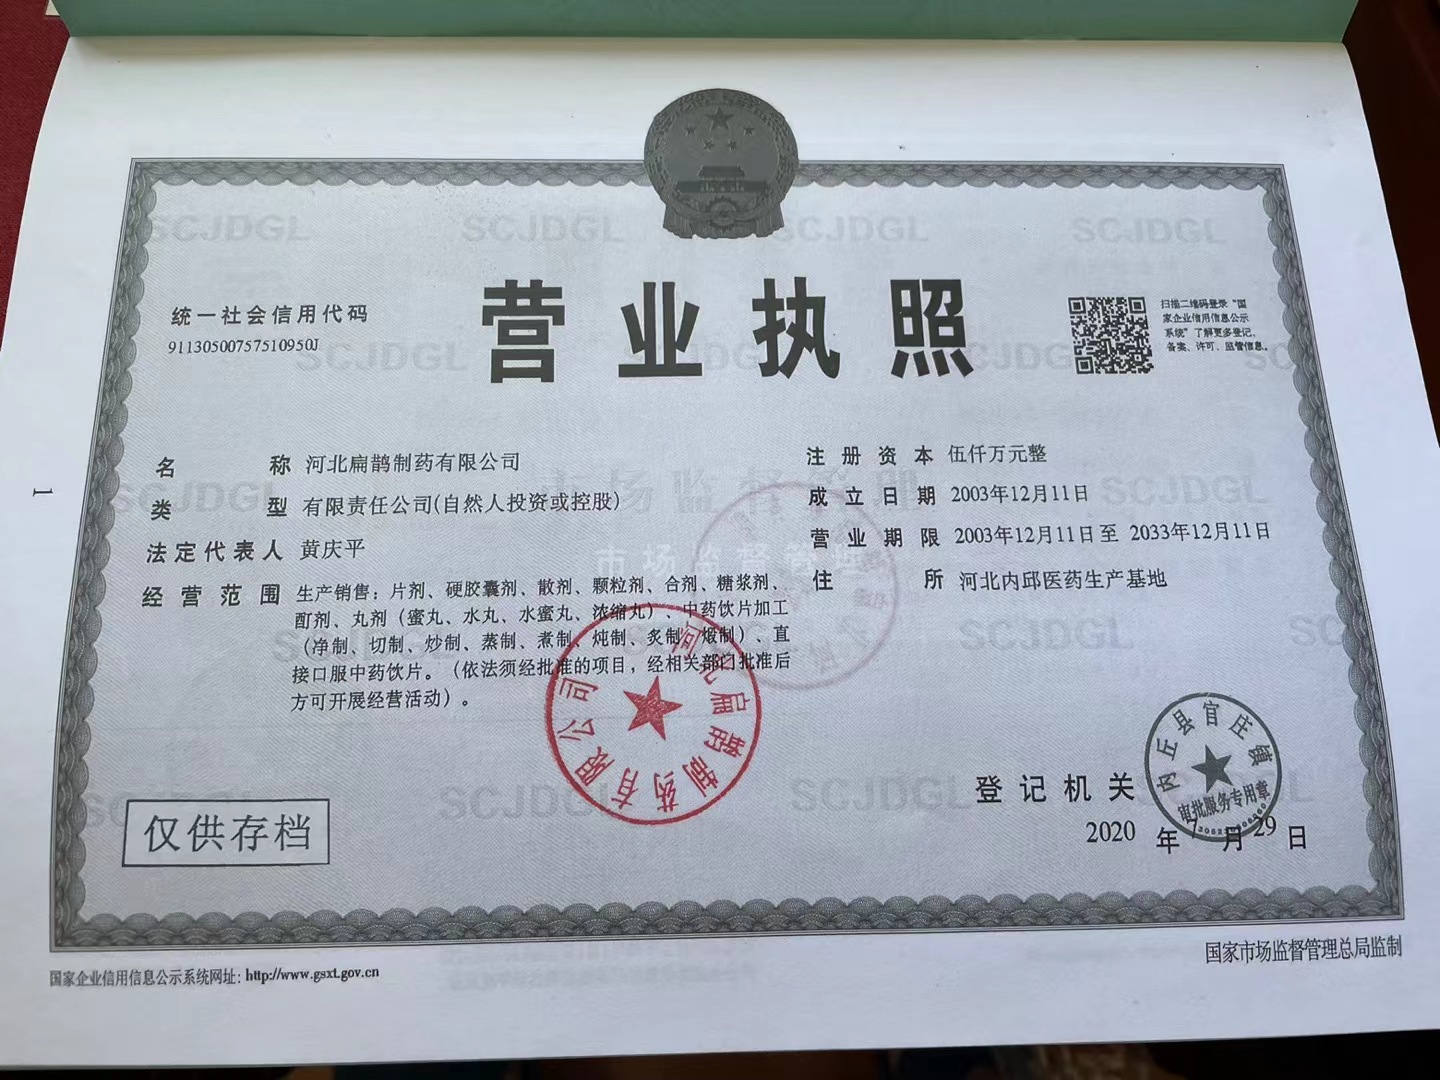 营业执照
统一社会信用代码
91130500757510950J
扫描二维码登录“国
家企业信用信息公示
系统”了解更多登记、
备案、许可、监管信息。
名称 河北扁鹊制药有限公司
类型 有限责任公司(自然人投资或控股)
法定代表人 黄庆平
经营范围 生产销售：片剂、硬胶囊剂、散剂、颗粒剂、合剂、糖浆剂、
酊剂、丸剂（蜜丸、水丸、水蜜丸、浓缩丸）、中药饮片加工
（净制、切制、炒制、蒸制、煮制、炖制、炙制、煅制）、直
接口服中药饮片。（依法须经批准的项目，经相关部门批准后
方可开展经营活动）。
注册资本 伍仟万元整
成立日期 2003年12月11日
营业期限 2003年12月11日至 2033年12月11日
住所 河北内邱医药生产基地
河北扁鹊制药有限公司
仅供存档
登记机关
内丘县官庄镇
审批服务专用章
2020 年 7 月 29 日
国家企业信用信息公示系统网址：http://www.gsxt.gov.cn
国家市场监督管理总局监制
市场监督管理
SCJDGL
1